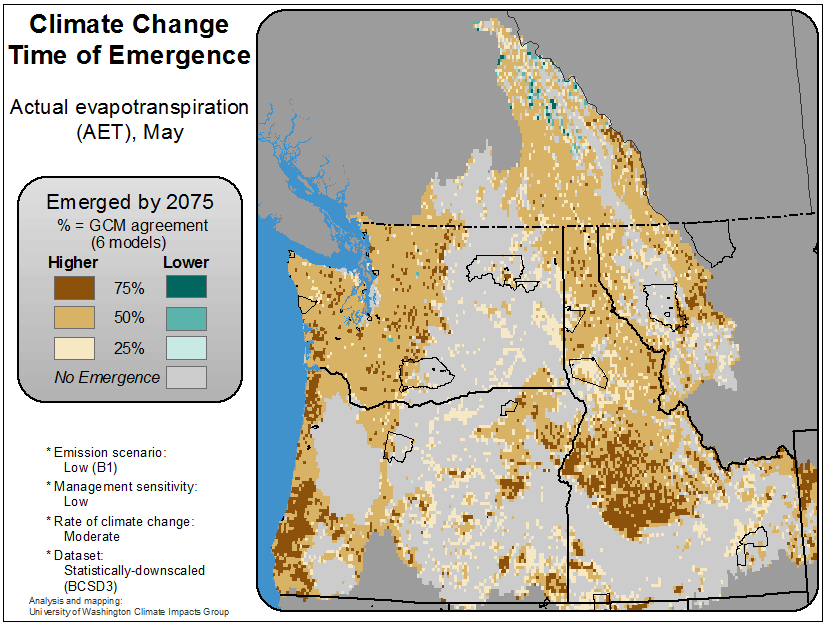 Climate Change
Time of Emergence
Actual evapotranspiration
(AET), May
Emerged by 2075
% = GCM agreement
(6 models)
Higher Lower
75%
50%
25%
No Emergence
* Emission scenario:
Low (B1)
* Management sensitivity:
Low
* Rate of climate change:
Moderate
* Dataset:
Statistically-downscaled
(BCSD3)
Analysis and mapping:
University of Washington Climate Impacts Group